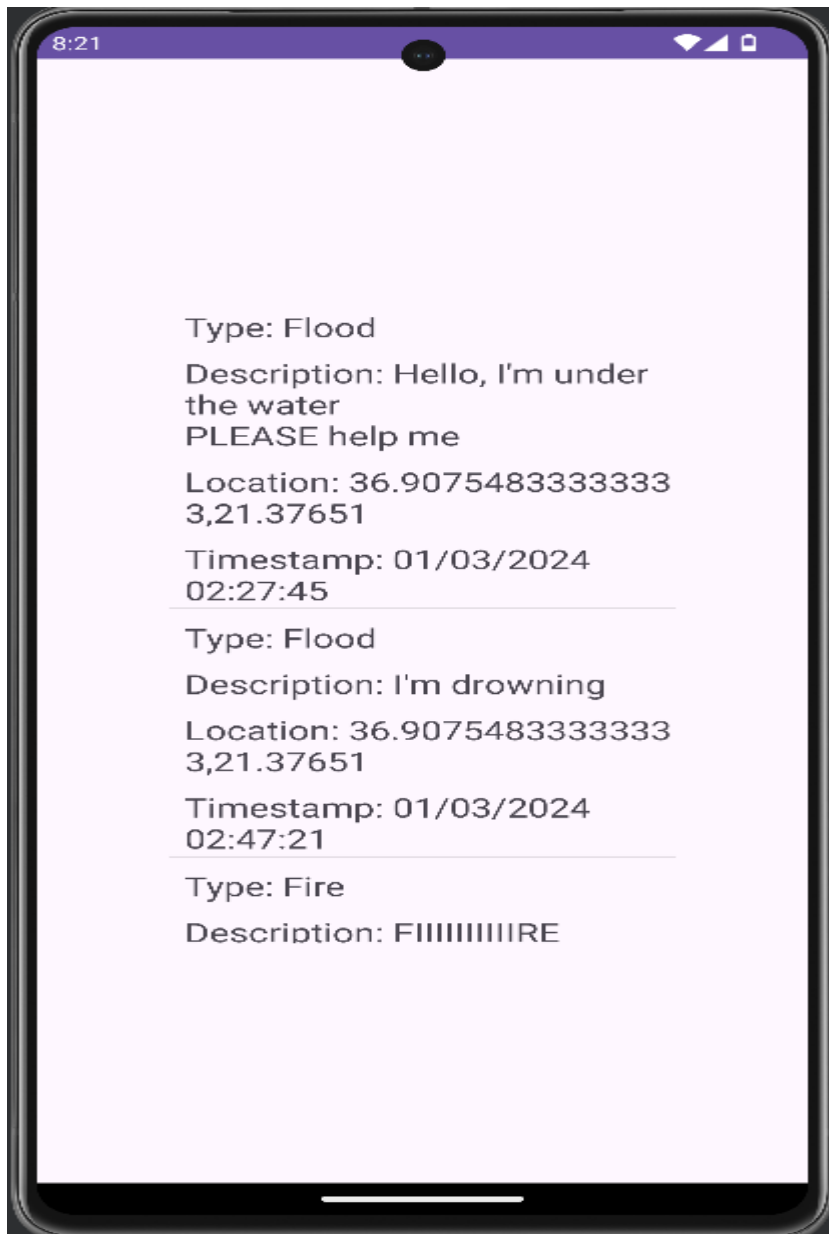 8:21
Type: Flood
Description: Hello, I'm under
the water
PLEASE help me
Location: 36.9075483333333
3,21.37651
Timestamp: 01/03/2024
02:27:45
Type: Flood
Description: I'm drowning
Location: 36.9075483333333
3,21.37651
Timestamp: 01/03/2024
02:47:21
Type: Fire
Description: FIIIIIIIIIIRE